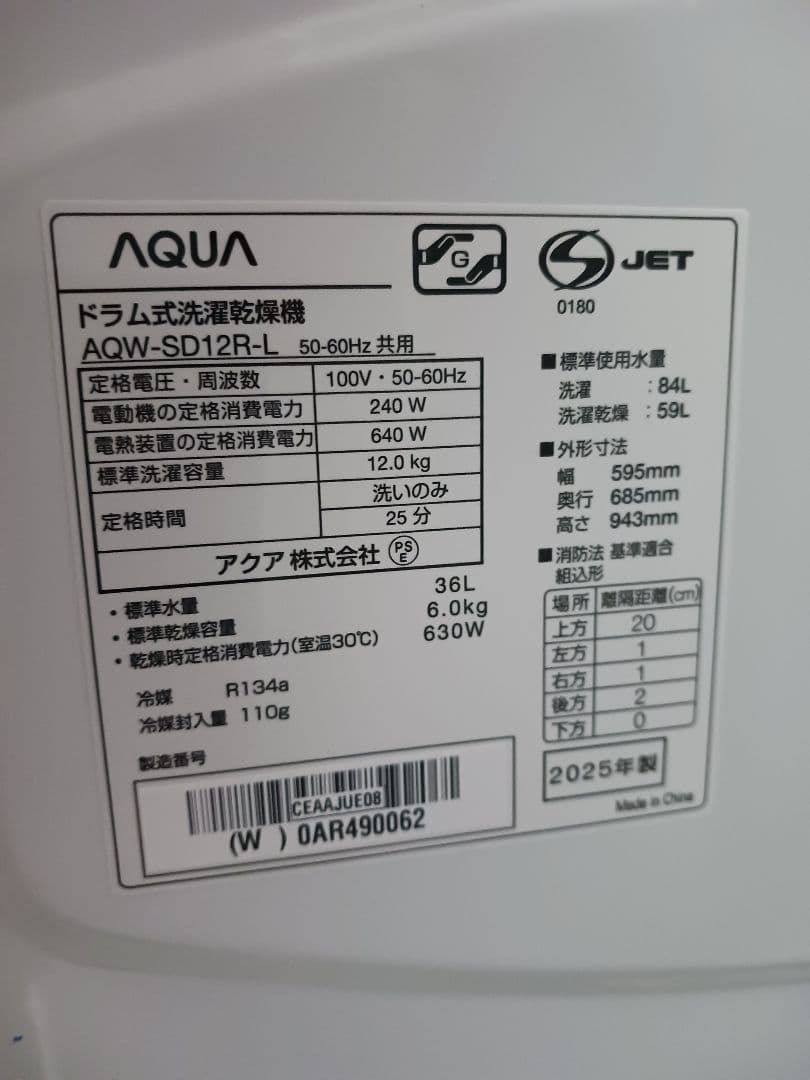 AQUA
G
JET
0180
ドラム式洗濯乾燥機
AQW-SD12R-L 50-60Hz 共用
定格電圧・周波数 100V・50-60Hz
電動機の定格消費電力 240 W
電熱装置の定格消費電力 640 W
標準洗濯容量 12.0 kg
定格時間 洗いのみ
25 分
アクア 株式会社 PSE
・標準水量 36L
・標準乾燥容量 6.0kg
・乾燥時定格消費電力(室温30℃) 630W
冷媒 R134a
冷媒封入量 110g
製造番号
CEAAJUE08
(W ) 0AR490062
■標準使用水量
洗濯 : 84L
洗濯乾燥 : 59L
■外形寸法
幅 595mm
奥行 685mm
高さ 943mm
■消防法 基準適合
組込形
場所 離隔距離(cm)
上方 20
左方 1
右方 1
後方 2
下方 0
2025年製
Made in China